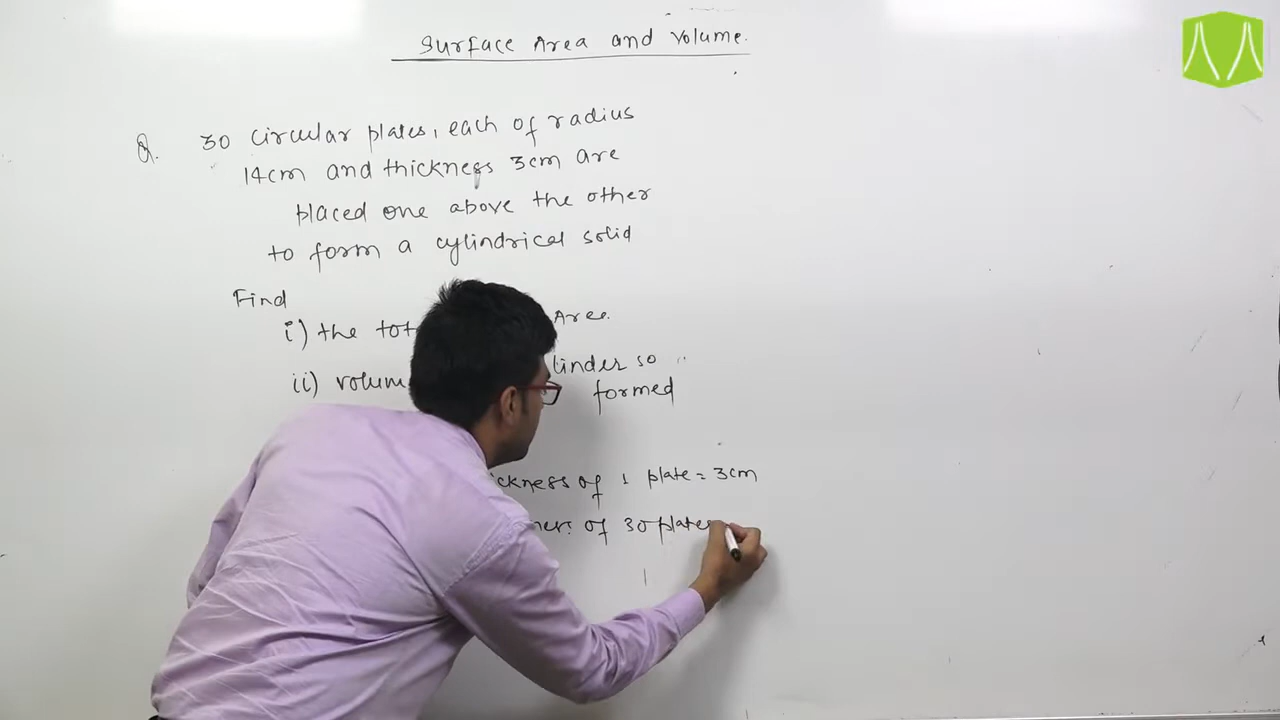 Surface Area and Volume.
Q. 30 circular plates, each of radius
14cm and thickness 3cm are
placed one above the other
to form a cylindrical solid
Find
i) the tot Area.
ii) volum linder so
formed
ickness of 1 plate = 3cm
of 30 plates